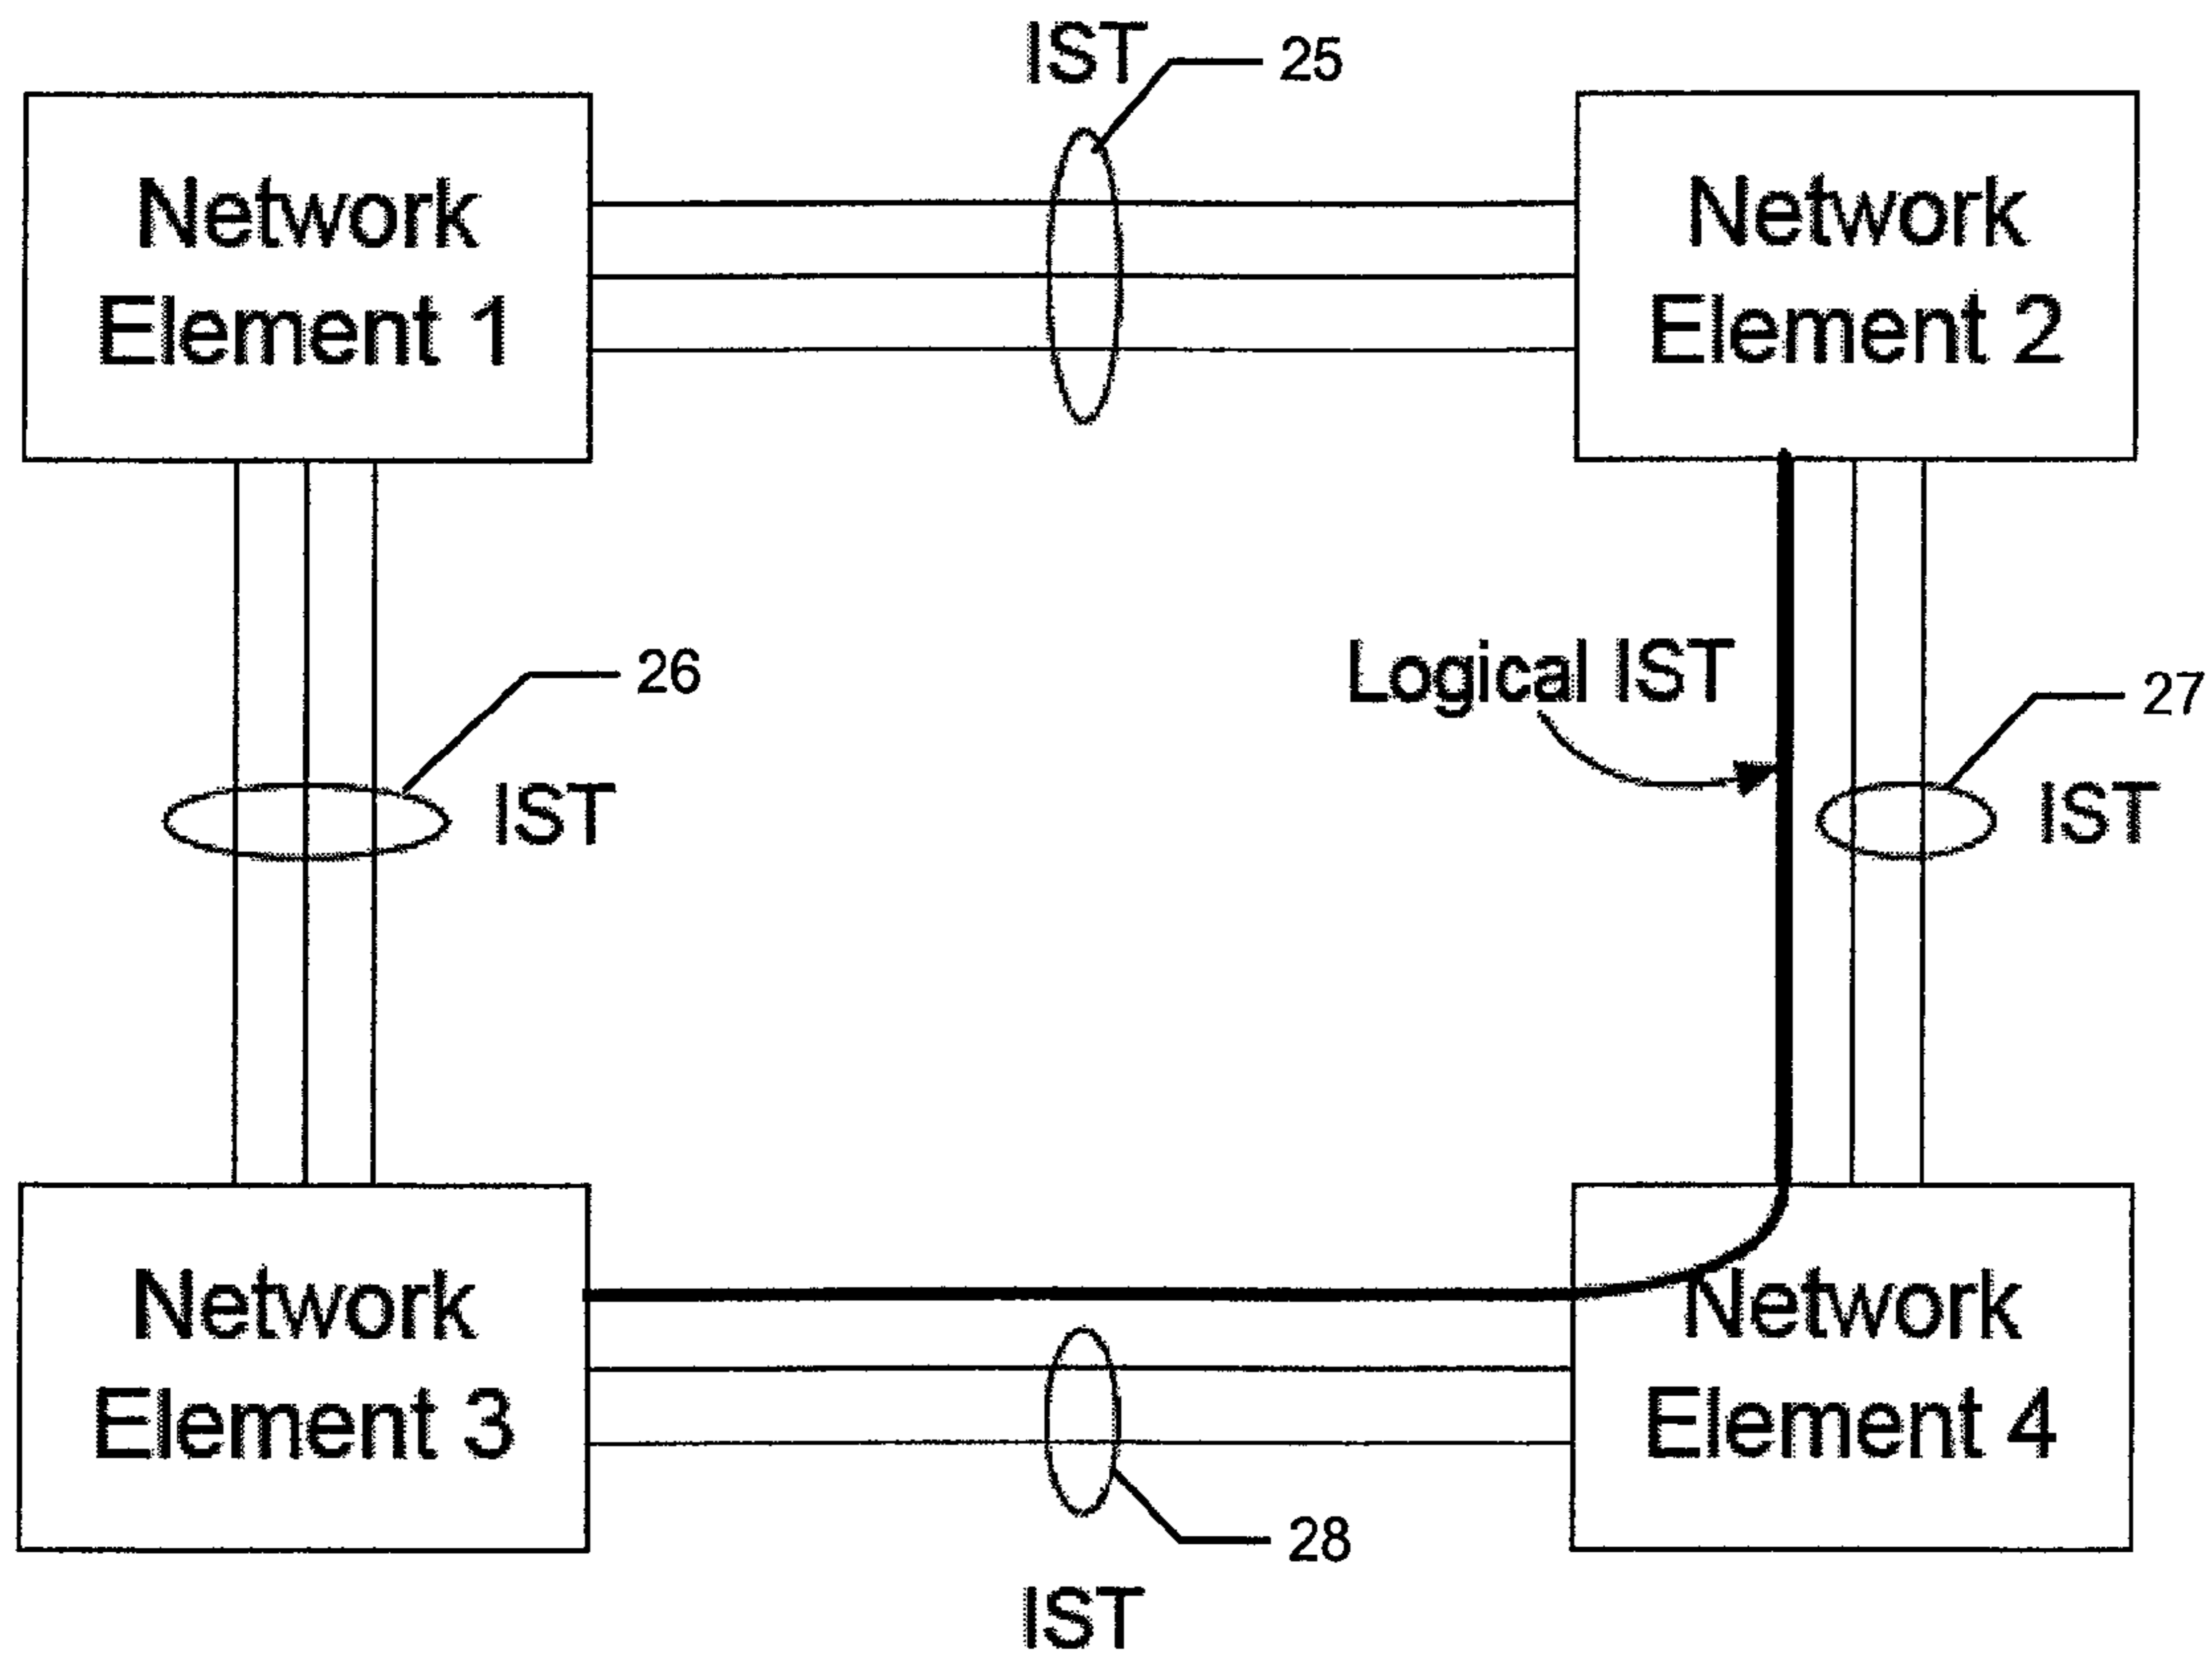 IST
25
Network
Element 1
Network
Element 2
26
IST
Logical IST
27
IST
Network
Element 3
Network
Element 4
28
IST